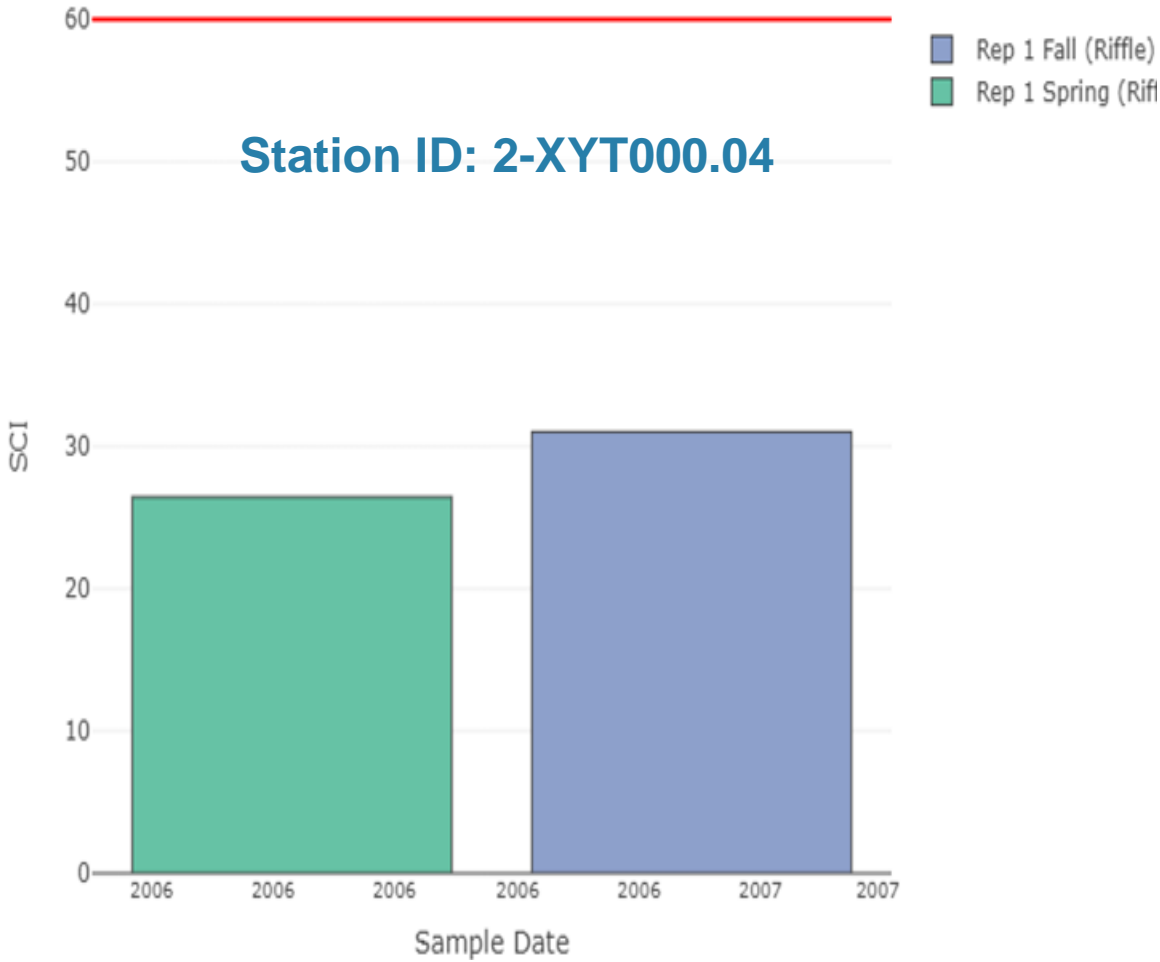 60
Rep 1 Fall (Riffle)
Rep 1 Spring (Riff
Station ID: 2-XYT000.04
50
40
SCI
30
20
10
0
2006 2006 2006 2006 2006 2007 2007
Sample Date